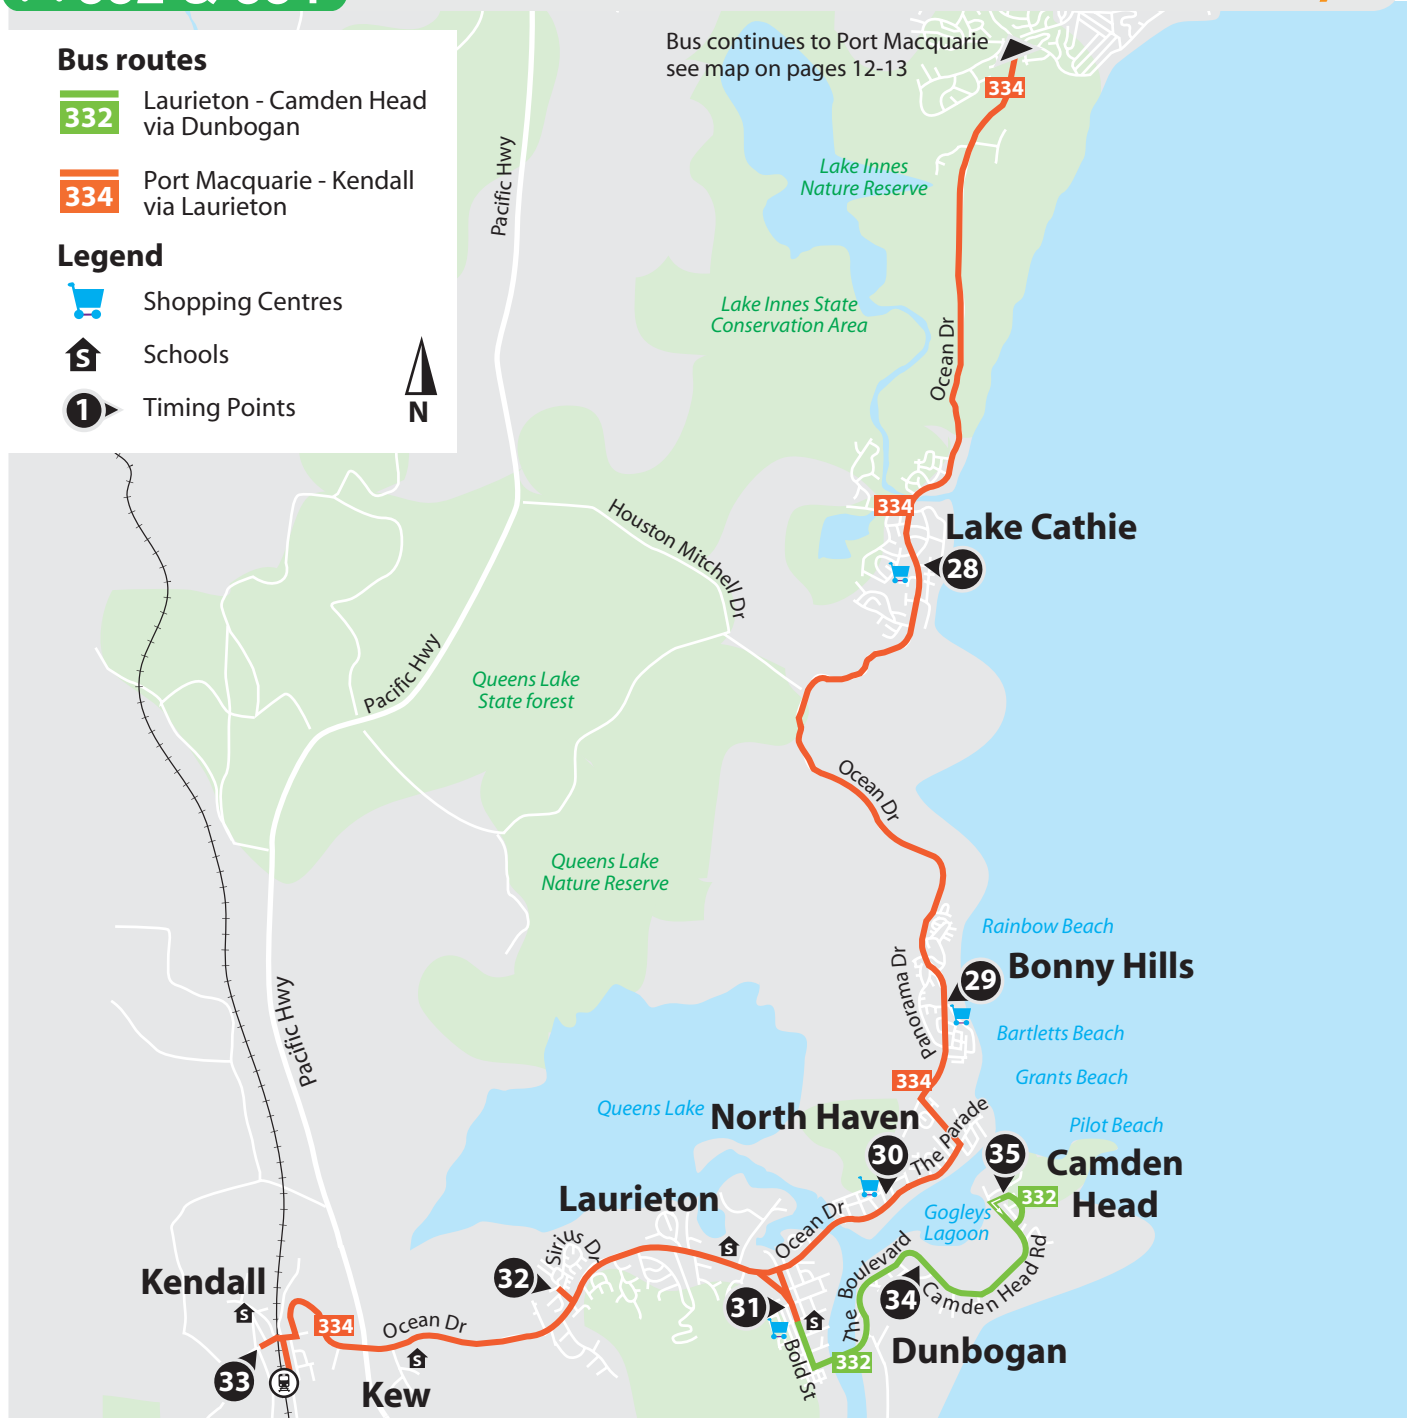 Bus routes
332
Laurieton - Camden Head
via Dunbogan
334
Port Macquarie - Kendall
via Laurieton
Legend
Shopping Centres
S
Schools
1
Timing Points
N
Bus continues to Port Macquarie
see map on pages 12-13
334
Pacific Hwy
Lake Innes
Nature Reserve
Lake Innes State
Conservation Area
Ocean Dr
334
Lake Cathie
28
Houston Mitchell Dr
Pacific Hwy
Queens Lake
State forest
Ocean Dr
Queens Lake
Nature Reserve
Rainbow Beach
Bonny Hills
29
Panorama Dr
Pacific Hwy
Bartletts Beach
Grants Beach
334
Queens Lake
North Haven
The Parade
Pilot Beach
30
35
Camden
Head
332
Laurieton
Gogleys
Lagoon
Ocean Dr
Sirius Dr
S
32
Kendall
S
The Boulevard
34
Camden Head Rd
31
S
334
Ocean Dr
S
Dunbogan
332
Bold St
33
Kew